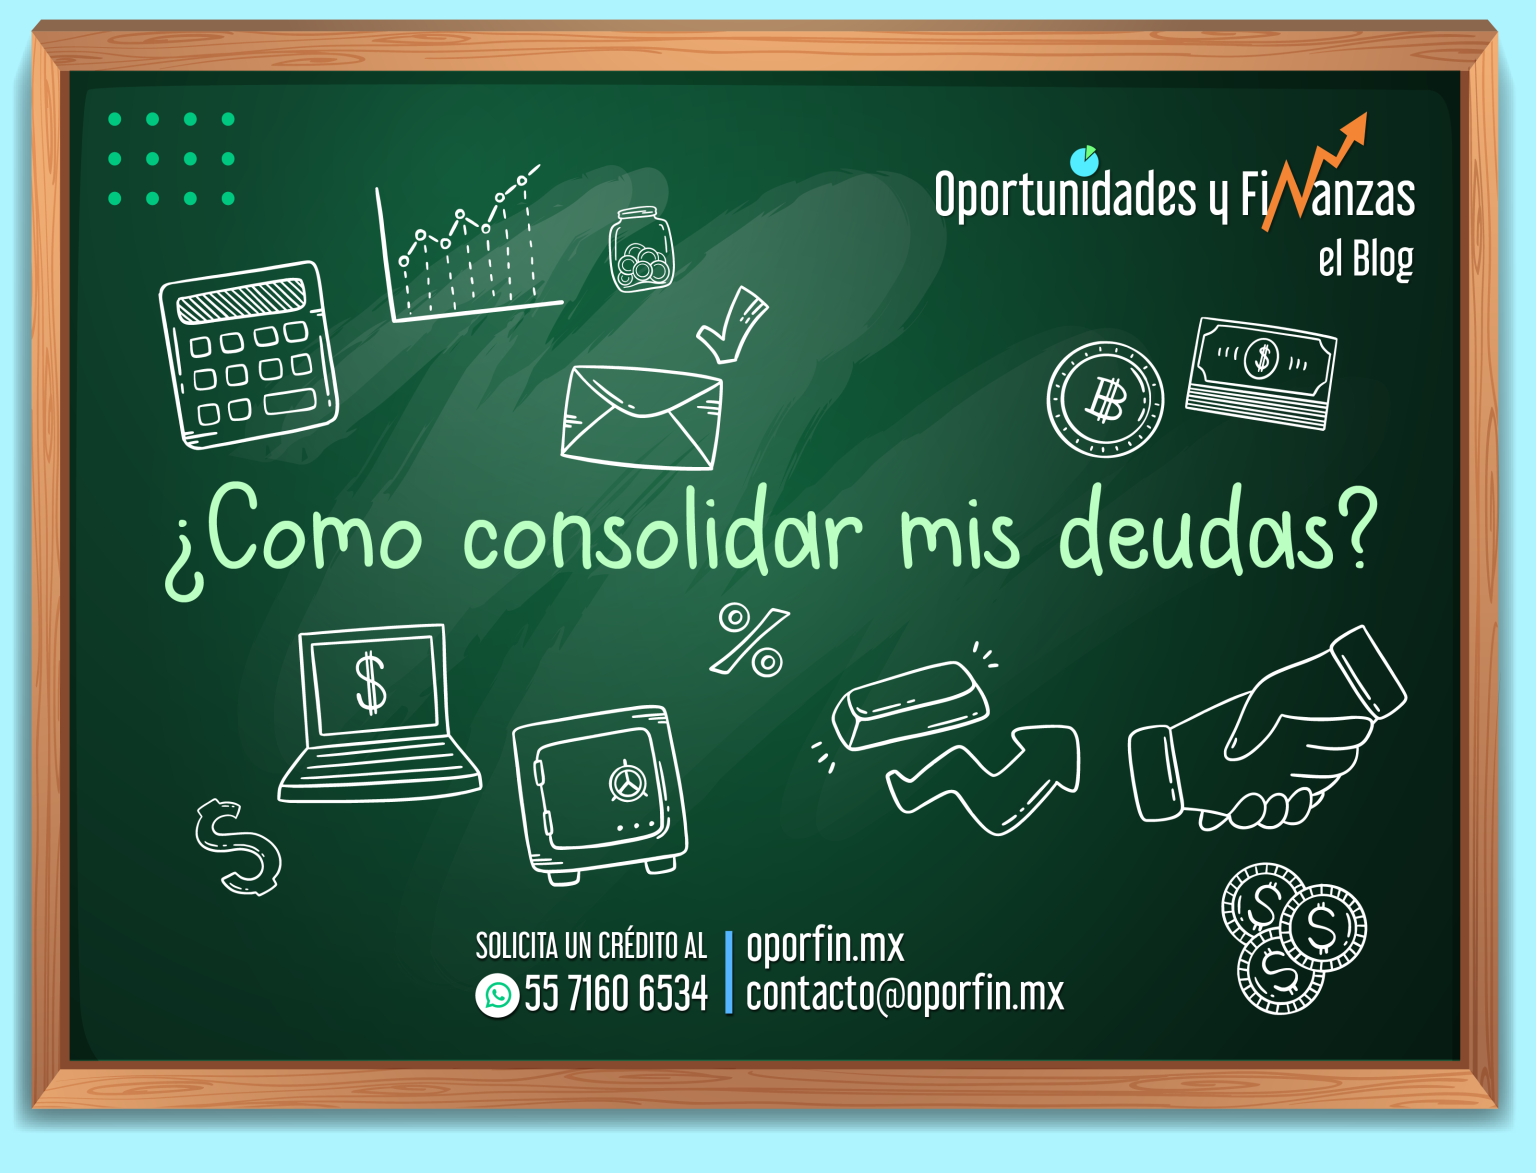 Oportunidades y Finanzas
el Blog
¿Como consolidar mis deudas?
SOLICITA UN CRÉDITO AL
55 7160 6534
oporfin.mx
contacto@oporfin.mx